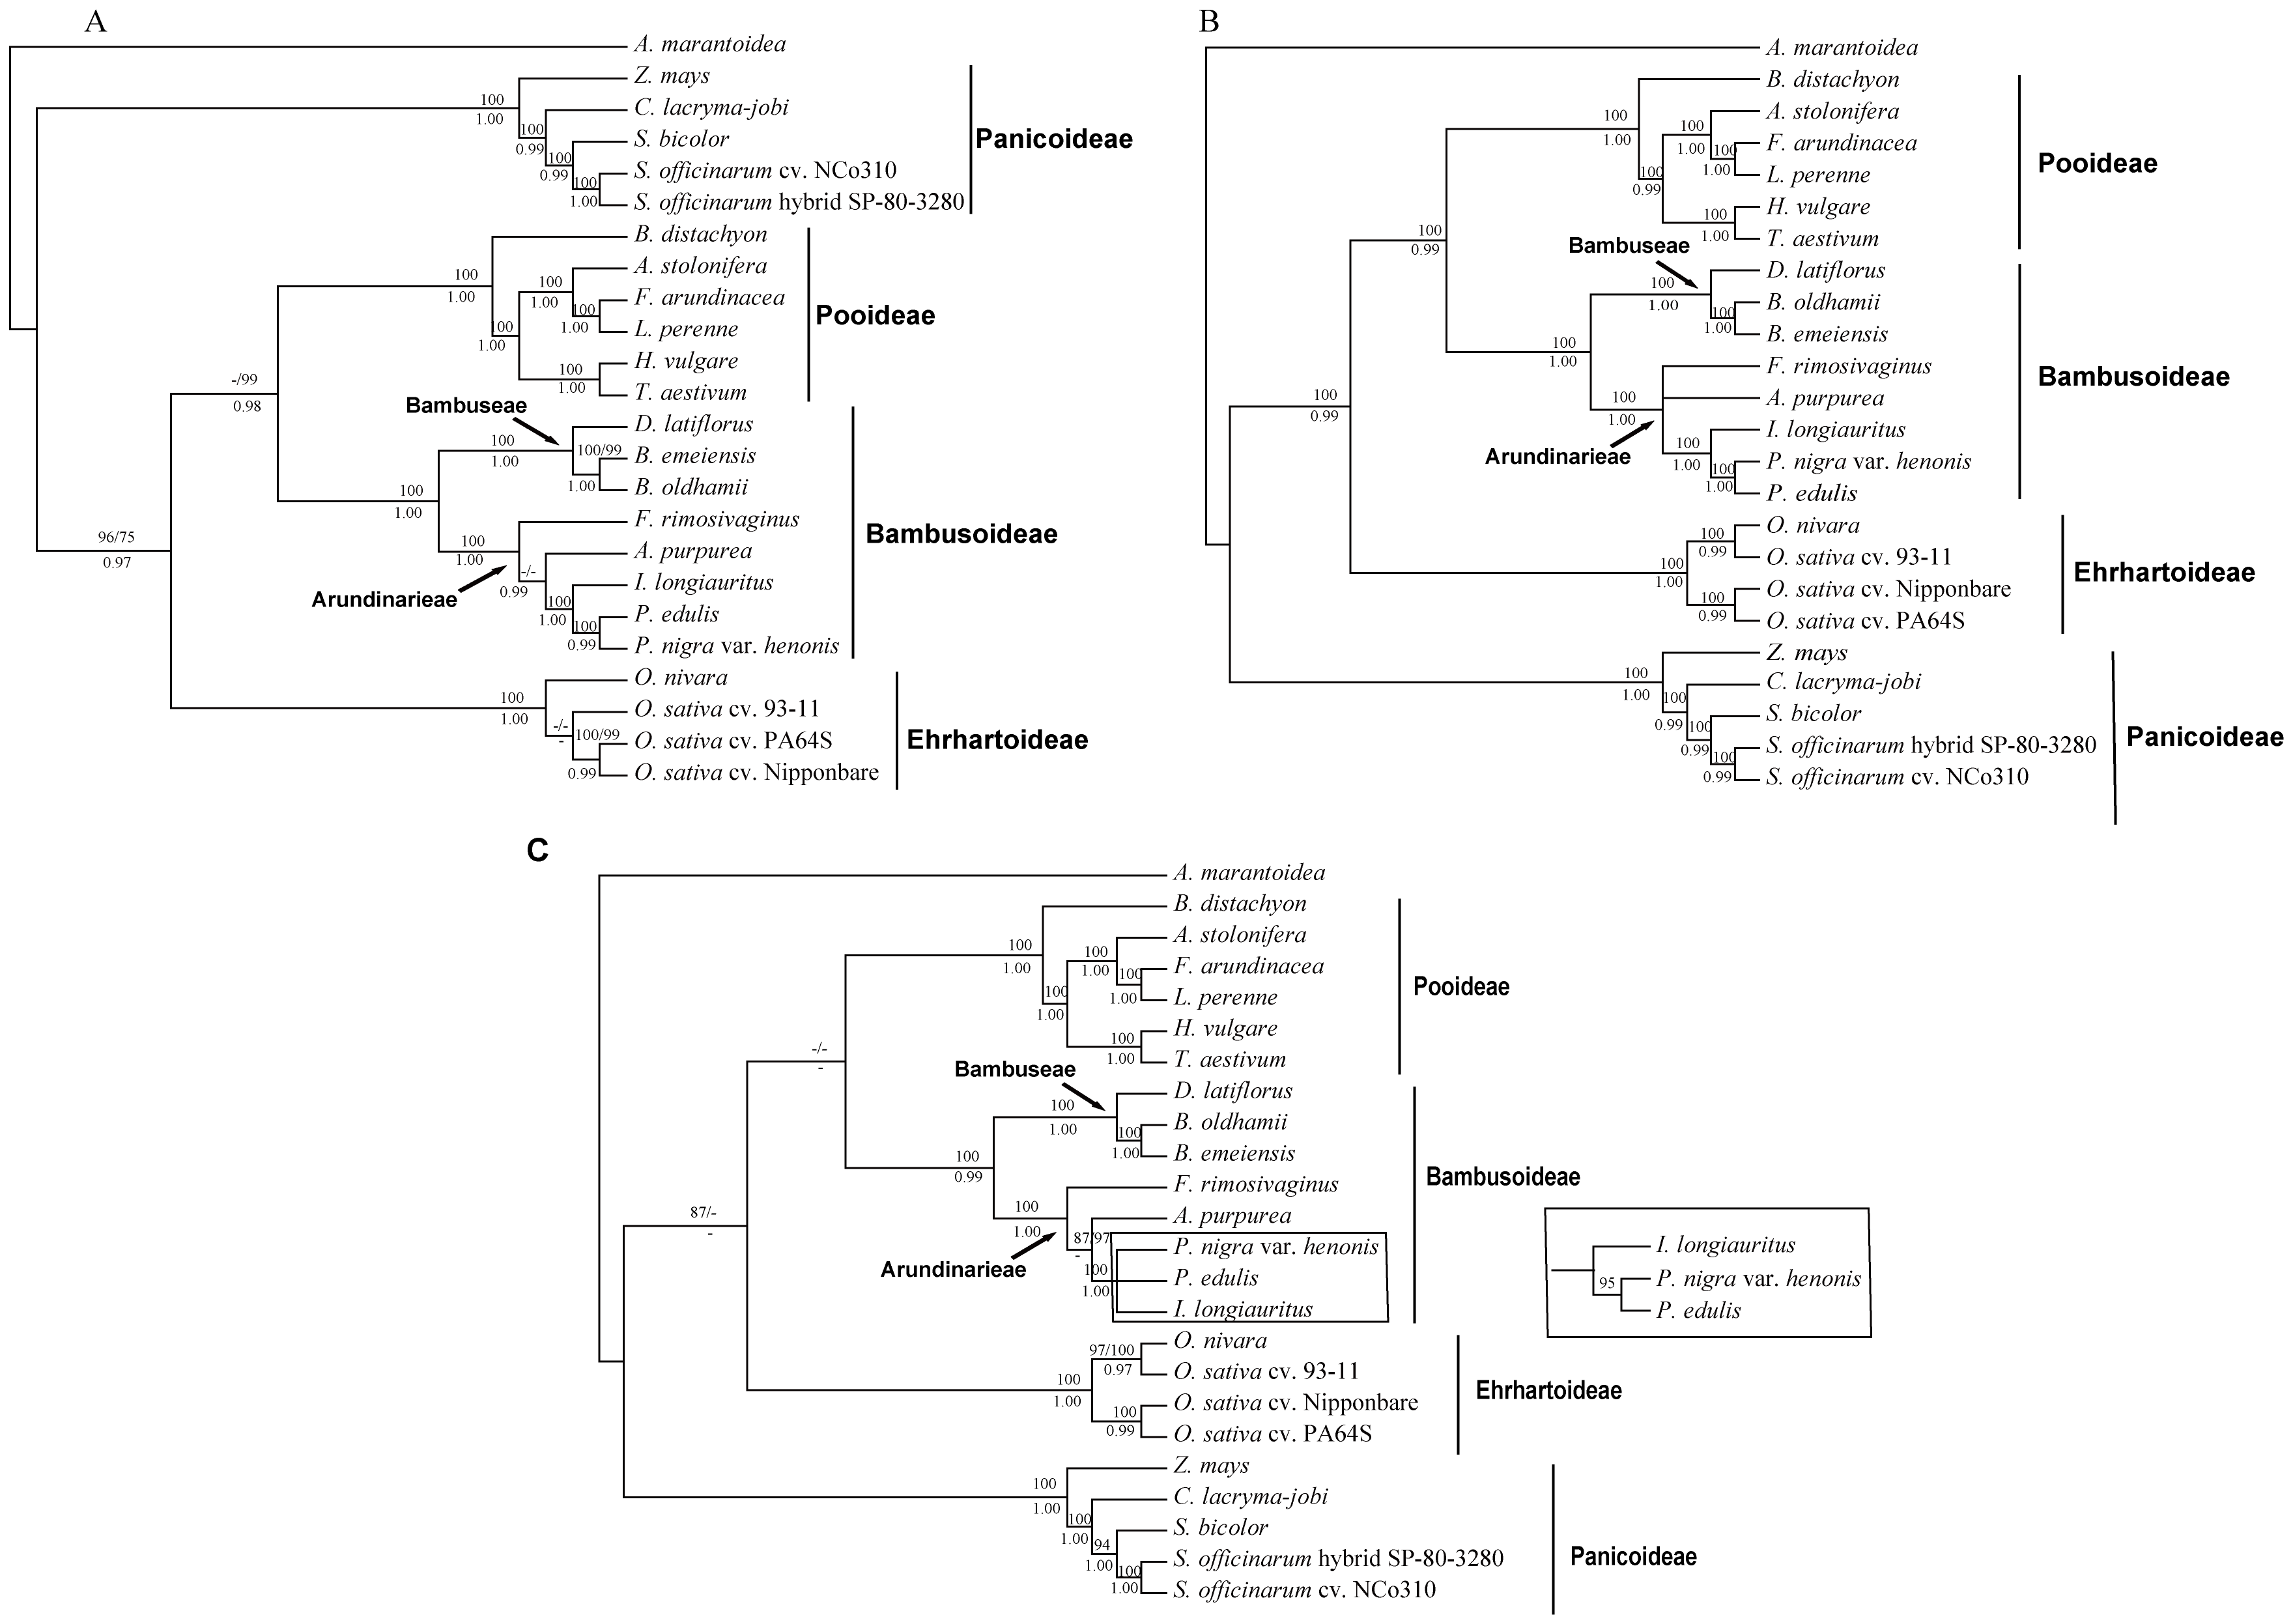 A
A. marantoidea
Z. mays
C. lacryma-jobi
S. bicolor
S. officinarum cv. NCo310
S. officinarum hybrid SP-80-3280
Panicoideae
100
1.00
100
0.99
100
0.99
100
1.00
B. distachyon
A. stolonifera
F. arundinacea
L. perenne
H. vulgare
T. aestivum
Pooideae
100
1.00
100
1.00
100
1.00
100
1.00
100
1.00
-/99
0.98
Bambuseae
D. latiflorus
B. emeiensis
B. oldhamii
100
1.00
100/99
1.00
100
1.00
F. rimosivaginus
A. purpurea
I. longiauritus
P. edulis
P. nigra var. henonis
Bambusoideae
100
1.00
-/-
0.99
100
1.00
100
0.99
Arundinarieae
96/75
0.97
O. nivara
O. sativa cv. 93-11
O. sativa cv. PA64S
O. sativa cv. Nipponbare
Ehrhartoideae
100
1.00
-/-
-
100/99
0.99
B
A. marantoidea
B. distachyon
A. stolonifera
F. arundinacea
L. perenne
H. vulgare
T. aestivum
Pooideae
100
1.00
100
1.00
100
1.00
100
0.99
100
1.00
100
0.99
Bambuseae
D. latiflorus
B. oldhamii
B. emeiensis
100
1.00
100
1.00
100
1.00
F. rimosivaginus
A. purpurea
I. longiauritus
P. nigra var. henonis
P. edulis
Bambusoideae
100
1.00
Arundinarieae
100
1.00
100
1.00
100
0.99
O. nivara
O. sativa cv. 93-11
O. sativa cv. Nipponbare
O. sativa cv. PA64S
Ehrhartoideae
100
0.99
100
1.00
100
0.99
Z. mays
C. lacryma-jobi
S. bicolor
S. officinarum hybrid SP-80-3280
S. officinarum cv. NCo310
Panicoideae
100
1.00
100
0.99
100
0.99
100
0.99
C
A. marantoidea
B. distachyon
A. stolonifera
F. arundinacea
L. perenne
H. vulgare
T. aestivum
Pooideae
100
1.00
100
1.00
100
1.00
100
1.00
100
1.00
-/-
-
Bambuseae
D. latiflorus
B. oldhamii
B. emeiensis
100
1.00
100
1.00
100
0.99
F. rimosivaginus
A. purpurea
P. nigra var. henonis
P. edulis
I. longiauritus
Bambusoideae
100
1.00
87/97
-
100
1.00
Arundinarieae
87/-
-
I. longiauritus
P. nigra var. henonis
P. edulis
95
O. nivara
O. sativa cv. 93-11
O. sativa cv. Nipponbare
O. sativa cv. PA64S
Ehrhartoideae
97/100
0.97
100
1.00
100
0.99
Z. mays
C. lacryma-jobi
S. bicolor
S. officinarum hybrid SP-80-3280
S. officinarum cv. NCo310
Panicoideae
100
1.00
100
1.00
94
1.00
100
1.00